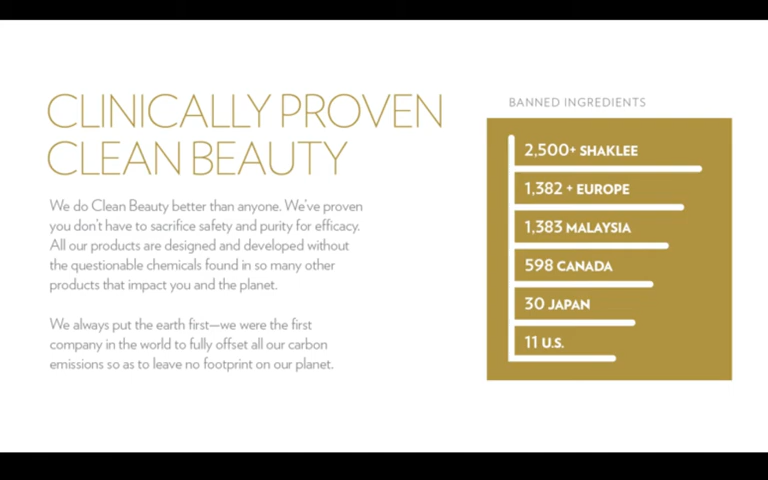 CLINICALLY PROVEN
CLEAN BEAUTY
We do Clean Beauty better than anyone. We've proven
you don't have to sacrifice safety and purity for efficacy.
All our products are designed and developed without
the questionable chemicals found in so many other
products that impact you and the planet.
We always put the earth first—we were the first
company in the world to fully offset all our carbon
emissions so as to leave no footprint on our planet.
BANNED INGREDIENTS
2,500+ SHAKLEE
1,382 + EUROPE
1,383 MALAYSIA
598 CANADA
30 JAPAN
11 U.S.